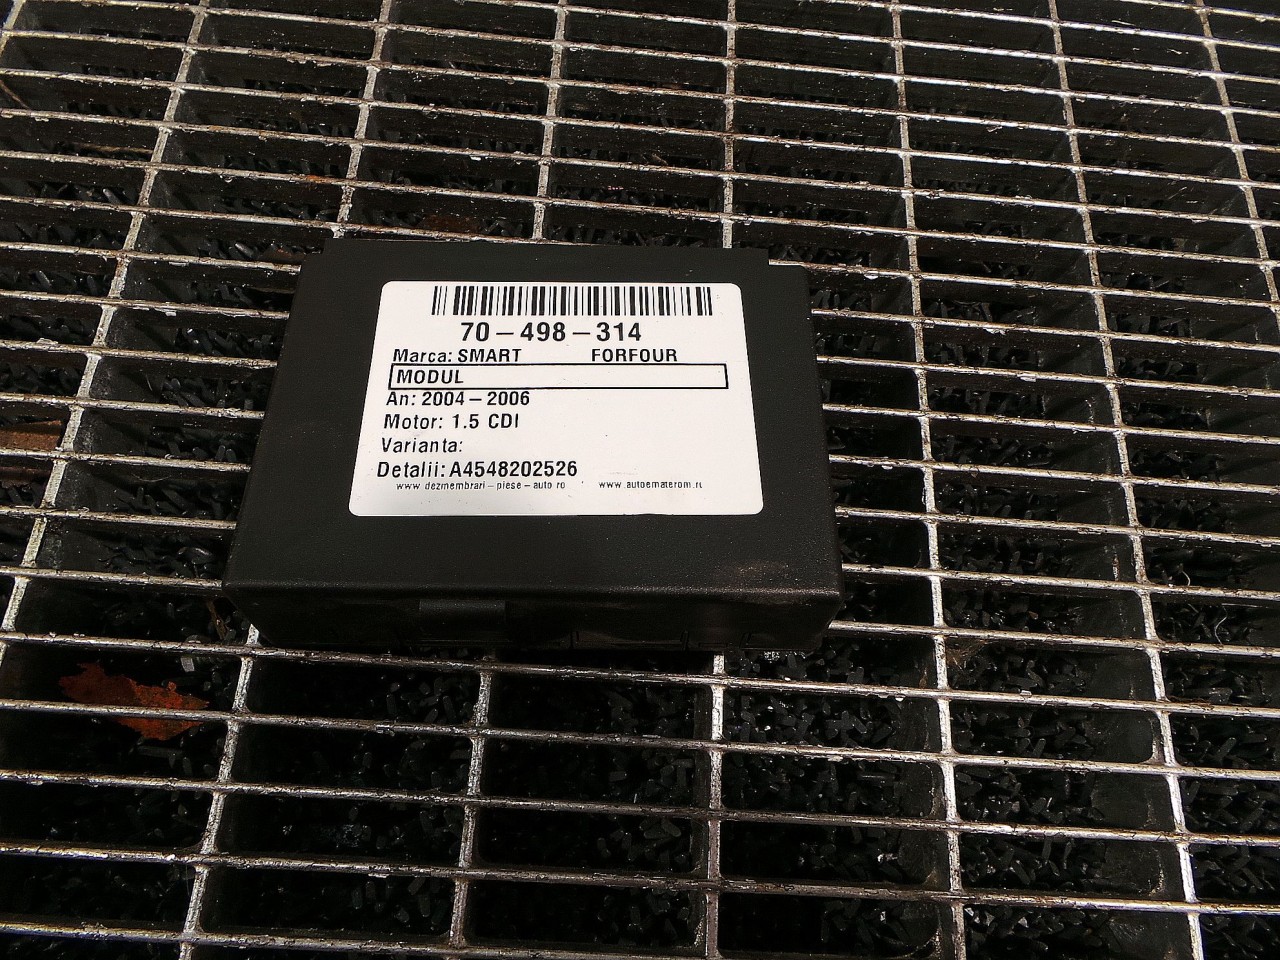 70-498-314
Marca: SMART FORFOUR
MODUL
An: 2004-2006
Motor: 1.5 CDI
Varianta:
Detalii: A4548202526
www.dezmembrari-piese-auto.ro www.autoematerom.ro